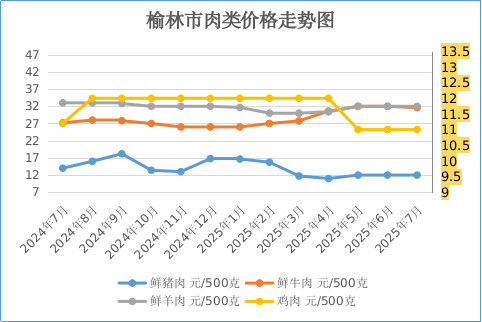 榆林市肉类价格走势图
47
42
37
32
27
22
17
12
7
13.5
13
12.5
12
11.5
11
10.5
10
9.5
9
2024年7月
2024年8月
2024年9月
2024年10月
2024年11月
2024年12月
2025年1月
2025年2月
2025年3月
2025年4月
2025年5月
2025年6月
2025年7月
鲜猪肉 元/500克 鲜牛肉 元/500克
鲜羊肉 元/500克 鸡肉 元/500克